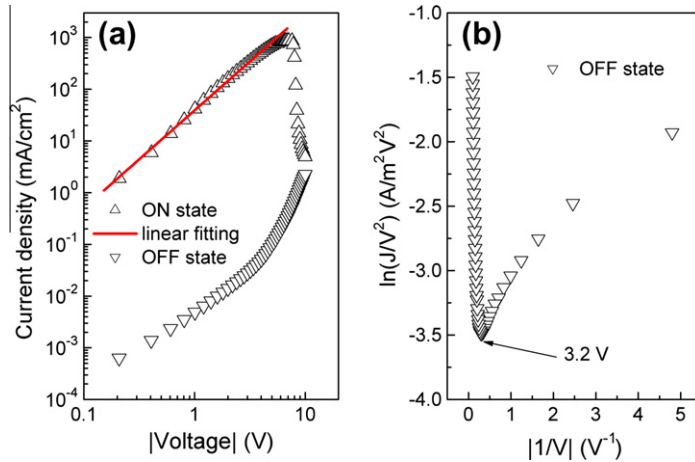 (a)
10³
10²
10¹
10⁰
10⁻¹
10⁻²
10⁻³
10⁻⁴
Current density (mA/cm²)
ON state
linear fitting
OFF state
0.1
1
10
|Voltage| (V)
(b)
OFF state
-1.0
-1.5
-2.0
-2.5
-3.0
-3.5
-4.0
ln(J/V²) (A/m²V²)
3.2 V
0
1
2
3
4
5
|1/V| (V⁻¹)